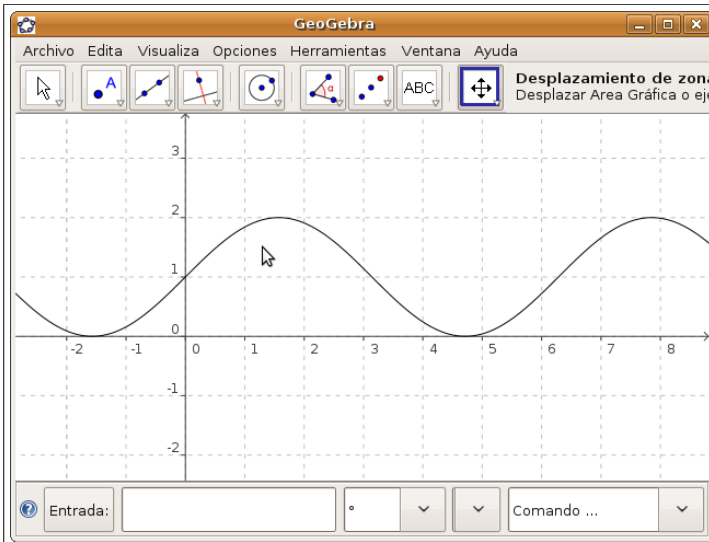 GeoGebra
Archivo Edita Visualiza Opciones Herramientas Ventana Ayuda
A
α
ABC
Desplazamiento de zona
Desplazar Area Gráfica o eje
3
2
1
0
-1
-2
-2 -1 0 1 2 3 4 5 6 7 8
Entrada: ° Comando ...